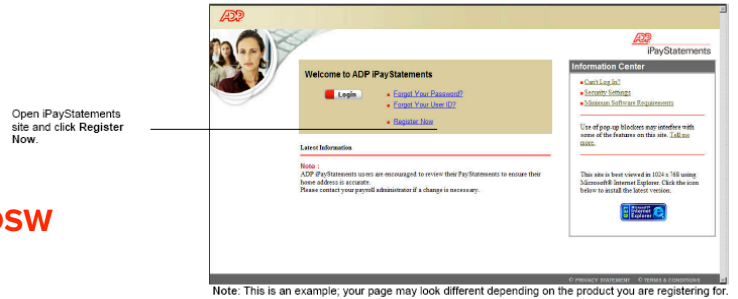 ADP
ADP
iPayStatements
Welcome to ADP iPayStatements
Login
Forgot Your Password?
Forgot Your User ID?
Register Now
Information Center
Can't Log In?
Security Settings
Minimum Software Requirements
Use of pop-up blockers may interfere with
some of the features on this site. Tell me
more.
This site is best viewed in 1024 x 768 using
Microsoft® Internet Explorer. Click the icon
below to install the latest version.
Microsoft
Internet
Explorer
Open iPayStatements
site and click Register
Now.
Latest Information
Note :
ADP iPayStatements users are encouraged to review their PayStatements to ensure their
home address is accurate.
Please contact your payroll administrator if a change is necessary.
OSW
© PRIVACY STATEMENT © TERMS & CONDITIONS
Note: This is an example; your page may look different depending on the product you are registering for.